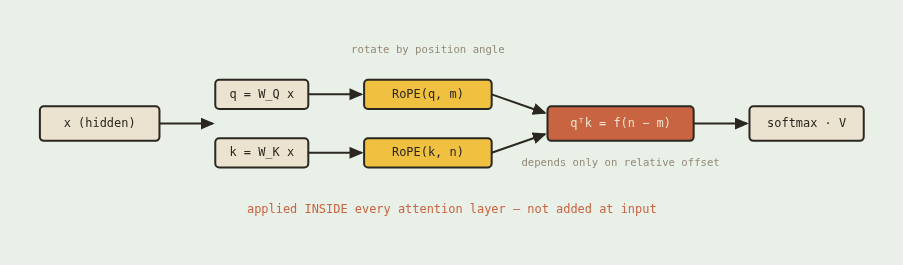 rotate by position angle
x (hidden)
q = W_Q x
RoPE(q, m)
k = W_K x
RoPE(k, n)
qᵀk = f(n − m)
softmax · V
depends only on relative offset
applied INSIDE every attention layer — not added at input